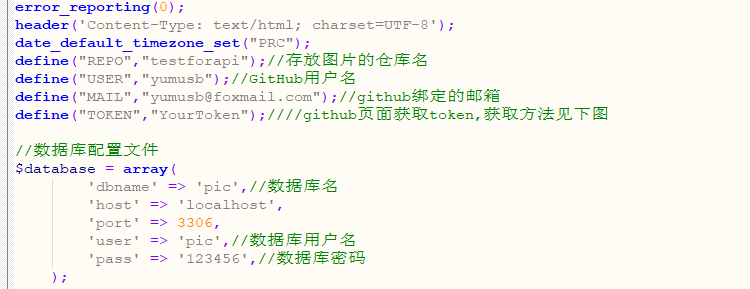 error_reporting(0);
header('Content-Type: text/html; charset=UTF-8');
date_default_timezone_set("PRC");
define("REPO","testforapi");//存放图片的仓库名
define("USER","yumusb");//GitHub用户名
define("MAIL","yumusb@foxmail.com");//github绑定的邮箱
define("TOKEN","YourToken");////github页面获取token,获取方法见下图
//数据库配置文件
$database = array(
'dbname' => 'pic',//数据库名
'host' => 'localhost',
'port' => 3306,
'user' => 'pic',//数据库用户名
'pass' => '123456',//数据库密码
);